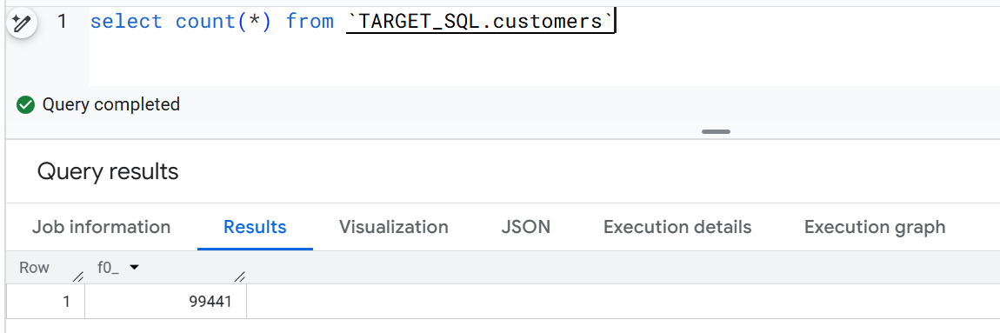 1 select count(*) from `TARGET_SQL.customers`
Query completed
Query results
Job information Results Visualization JSON Execution details Execution graph
Row f0_
1 99441